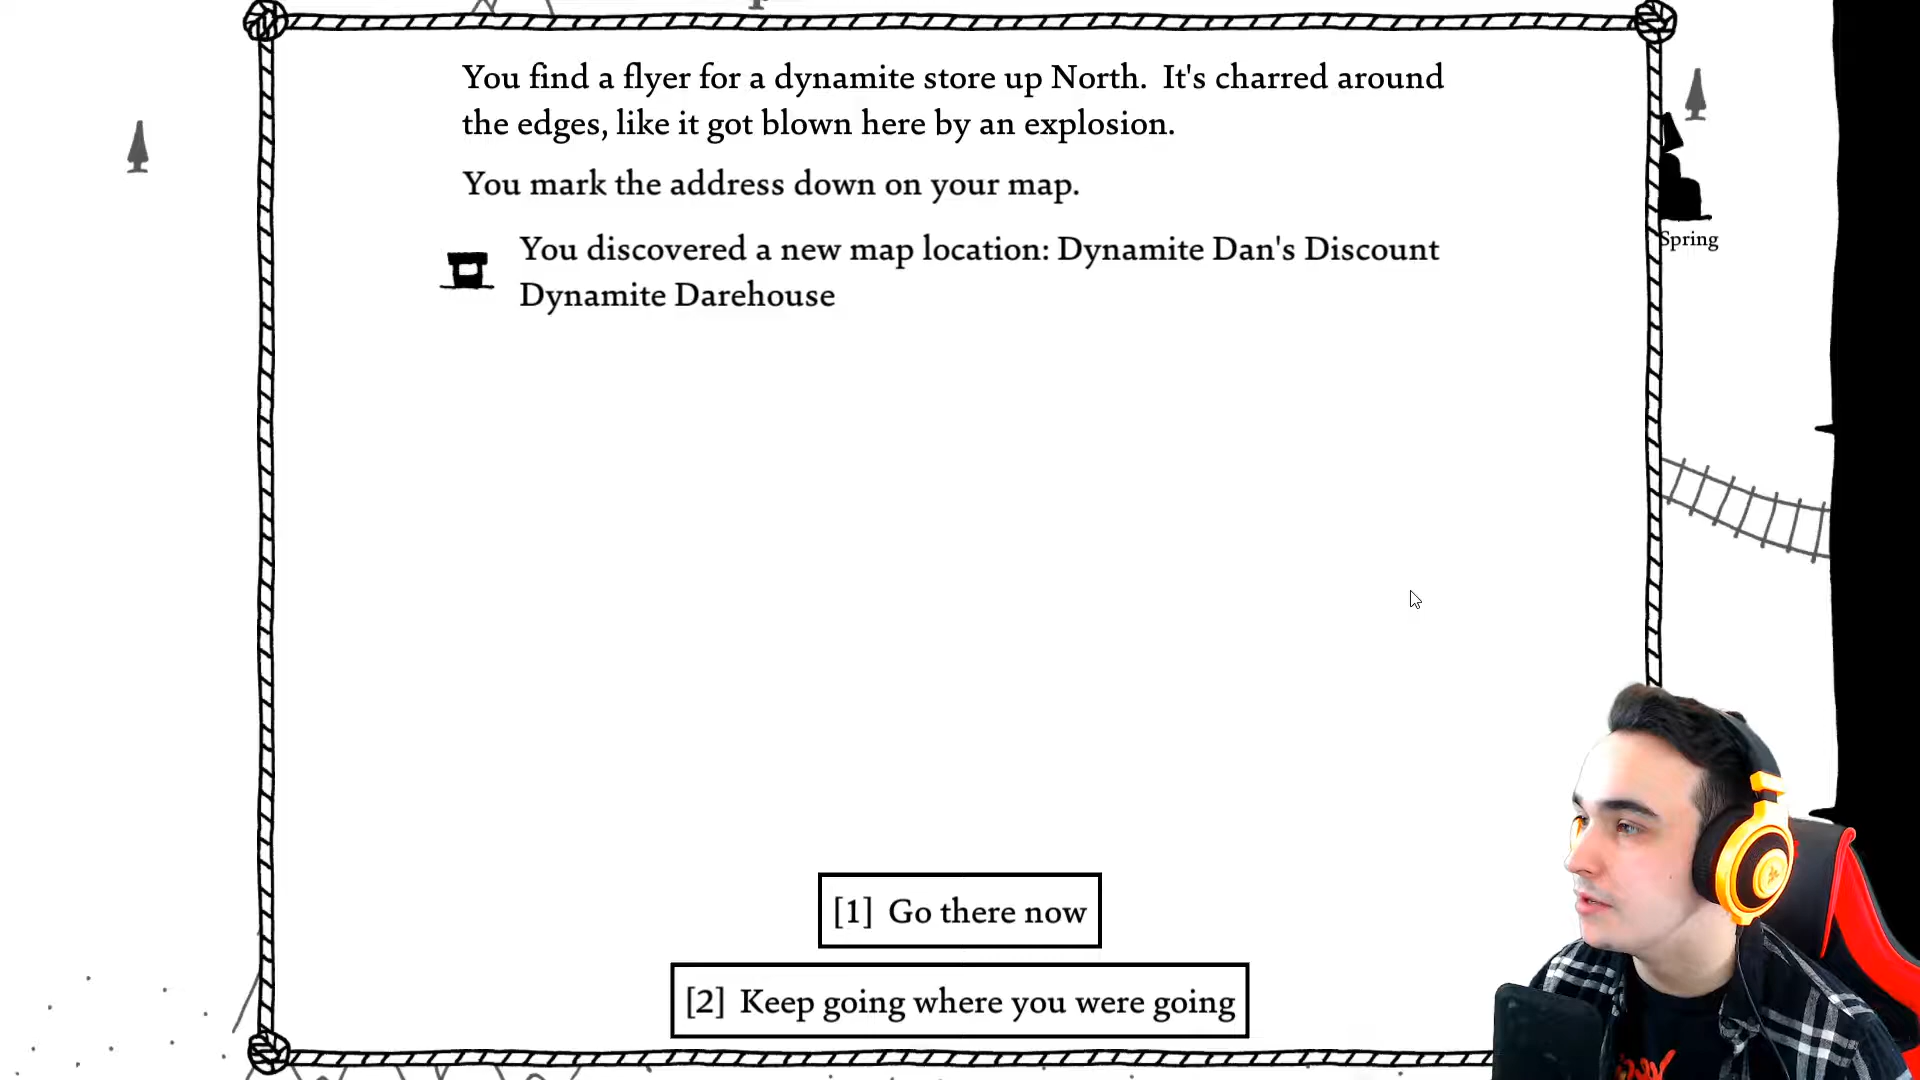 You find a flyer for a dynamite store up North.  It's charred around
the edges, like it got blown here by an explosion.
You mark the address down on your map.
You discovered a new map location: Dynamite Dan's Discount
Dynamite Darehouse
Spring
[1] Go there now
[2] Keep going where you were going